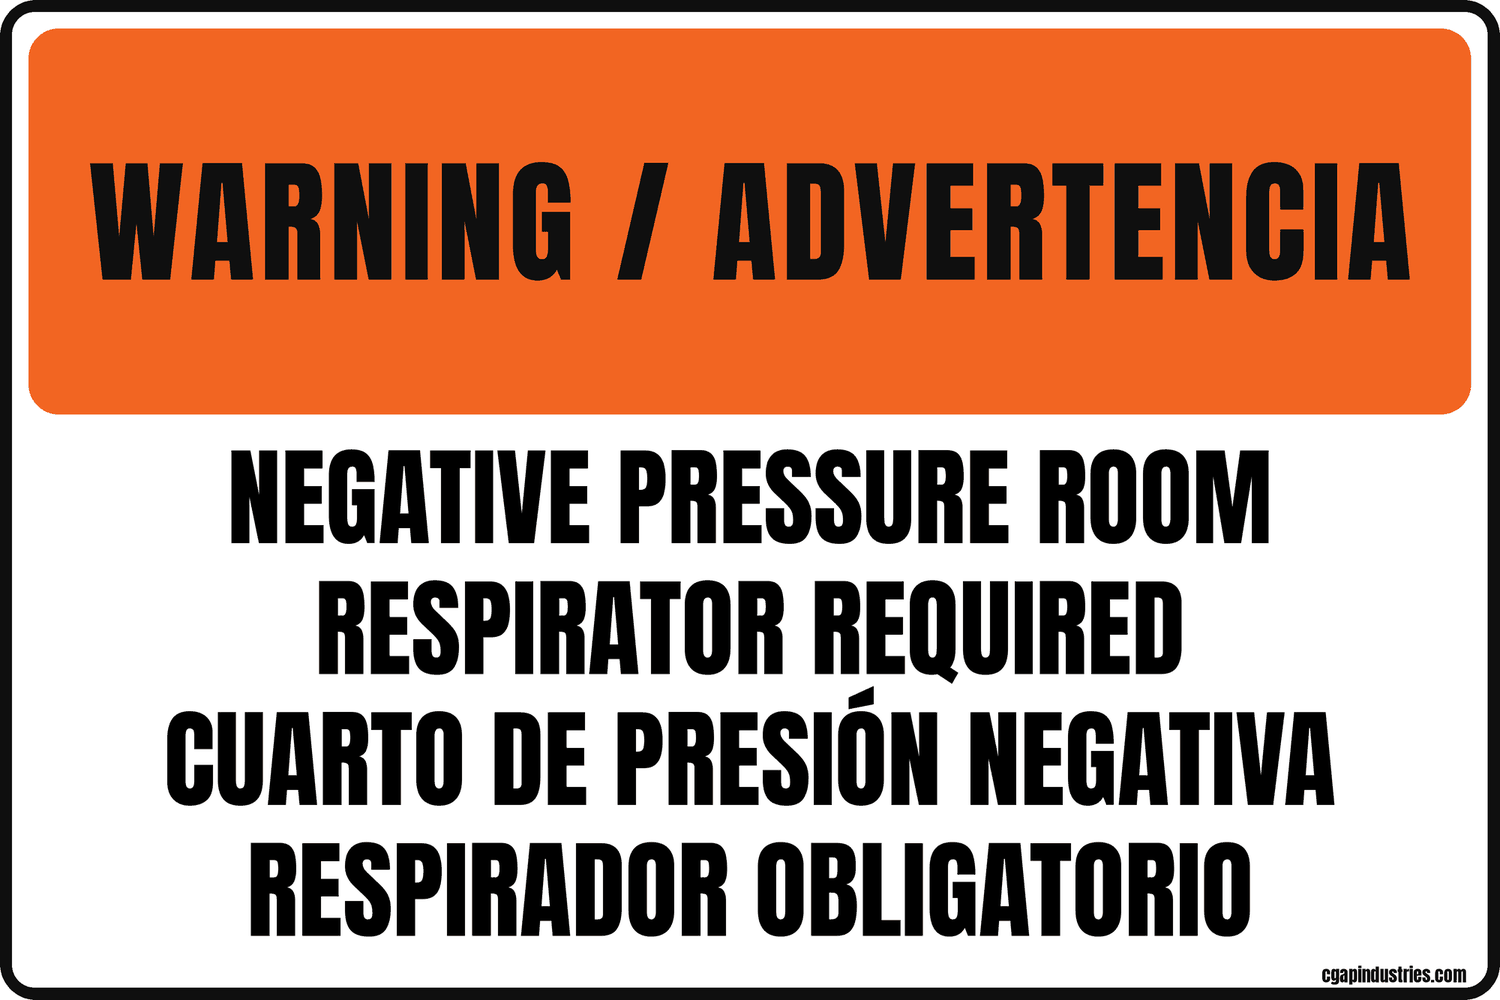 WARNING / ADVERTENCIA
NEGATIVE PRESSURE ROOM
RESPIRATOR REQUIRED
CUARTO DE PRESIÓN NEGATIVA
RESPIRADOR OBLIGATORIO
cgapindustries.com